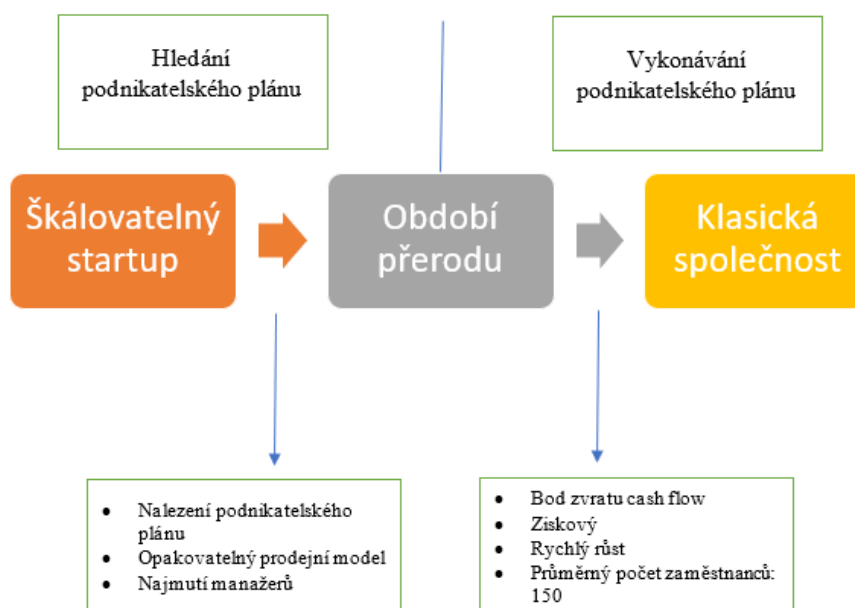 Hledání
podnikatelského plánu
Vykonávání
podnikatelského plánu
Škálovatelný
startup
Období
přerodu
Klasická
společnost
• Nalezení podnikatelského
plánu
• Opakovatelný prodejní model
• Najmutí manažerů
• Bod zvratu cash flow
• Ziskový
• Rychlý růst
• Průměrný počet zaměstnanců:
150